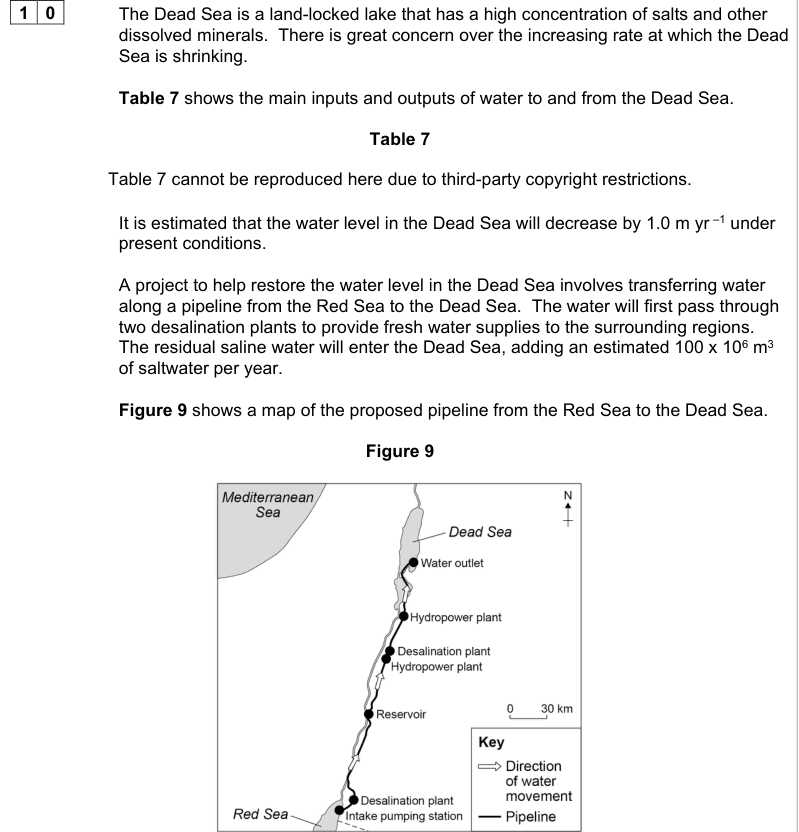 1 0
The Dead Sea is a land-locked lake that has a high concentration of salts and other
dissolved minerals. There is great concern over the increasing rate at which the Dead
Sea is shrinking.
Table 7 shows the main inputs and outputs of water to and from the Dead Sea.
Table 7
Table 7 cannot be reproduced here due to third-party copyright restrictions.
It is estimated that the water level in the Dead Sea will decrease by 1.0 m yr⁻¹ under
present conditions.
A project to help restore the water level in the Dead Sea involves transferring water
along a pipeline from the Red Sea to the Dead Sea. The water will first pass through
two desalination plants to provide fresh water supplies to the surrounding regions.
The residual saline water will enter the Dead Sea, adding an estimated 100 x 10⁶ m³
of saltwater per year.
Figure 9 shows a map of the proposed pipeline from the Red Sea to the Dead Sea.
Figure 9
Mediterranean
Sea
N
Dead Sea
Water outlet
Hydropower plant
Desalination plant
Hydropower plant
Reservoir
0 30 km
Key
Direction
of water
movement
Pipeline
Desalination plant
Intake pumping station
Red Sea